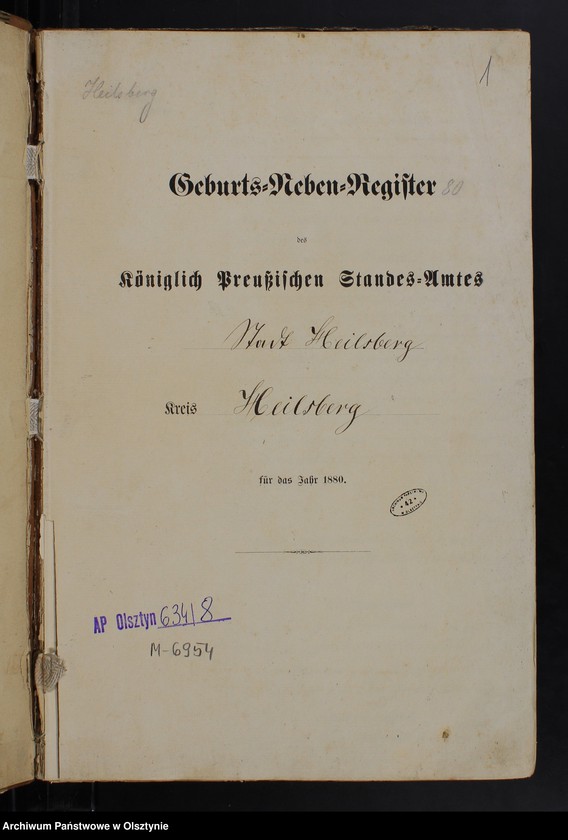 1
Heilsberg
Geburts-Neben-Register 80
des
Königlich Preußischen Standes-Amtes
Stadt Heilsberg
Kreis Heilsberg
für das Jahr 1880.
42
AP Olsztyn 634/8
M-6954
Archiwum Państwowe w Olsztynie